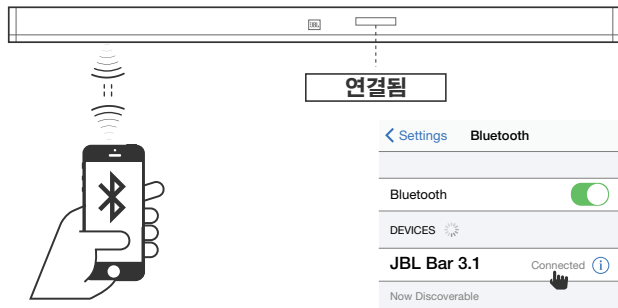 JBL
연결됨
Settings Bluetooth
Bluetooth
DEVICES
JBL Bar 3.1 Connected
Now Discoverable